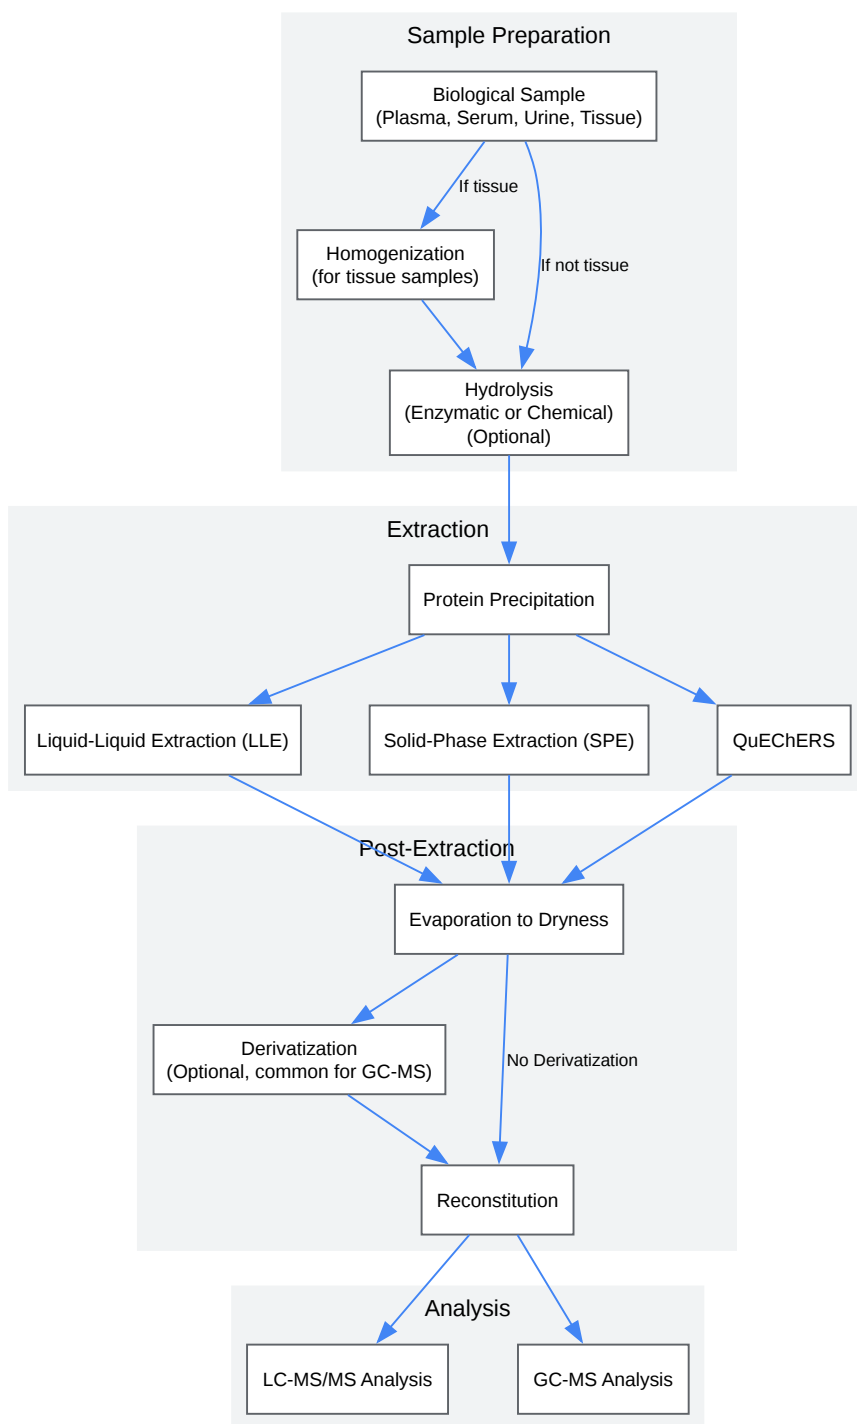 Sample Preparation
Biological Sample
(Plasma, Serum, Urine, Tissue)
If tissue
Homogenization
(for tissue samples)
If not tissue
Hydrolysis
(Enzymatic or Chemical)
(Optional)
Extraction
Protein Precipitation
Liquid-Liquid Extraction (LLE)
Solid-Phase Extraction (SPE)
QuEChERS
Post-Extraction
Evaporation to Dryness
Derivatization
(Optional, common for GC-MS)
No Derivatization
Reconstitution
Analysis
LC-MS/MS Analysis
GC-MS Analysis